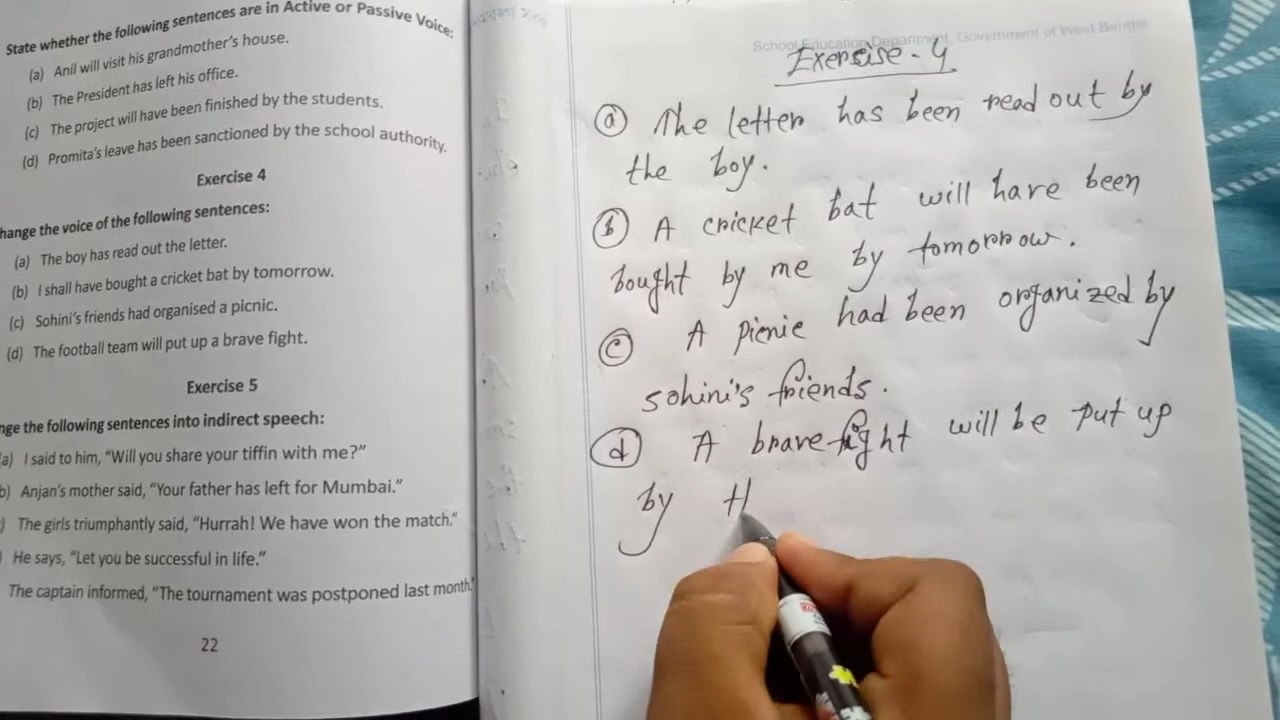 State whether the following sentences are in Active or Passive Voice:
(a) Anil will visit his grandmother's house.
(b) The President has left his office.
(c) The project will have been finished by the students.
(d) Promita's leave has been sanctioned by the school authority.
Exercise 4
hange the voice of the following sentences:
(a) The boy has read out the letter.
(b) I shall have bought a cricket bat by tomorrow.
(c) Sohini's friends had organised a picnic.
(d) The football team will put up a brave fight.
Exercise 5
nge the following sentences into indirect speech:
(a) I said to him, "Will you share your tiffin with me?"
b) Anjan's mother said, "Your father has left for Mumbai."
) The girls triumphantly said, "Hurrah! We have won the match."
) He says, "Let you be successful in life."
The captain informed, "The tournament was postponed last month."
22
School Education Department, Government of West Bengal
Exersise - 4
(a) The letter has been read out by
the boy.
(b) A cricket bat will have been
bought by me by tomorrow.
(c) A picnic had been organized by
sohini's friends.
(d) A brave fight will be put up
by th